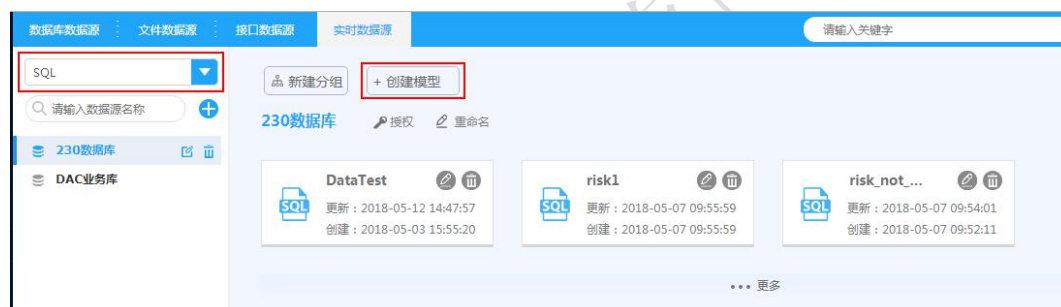 数据库数据源 文件数据源 接口数据源 实时数据源 请输入关键字
SQL
新建分组 + 创建模型
请输入数据源名称
230数据库 授权 重命名
230数据库
DAC业务库
DataTest risk1 risk_not_...
SQL SQL SQL
更新：2018-05-12 14:47:57 更新：2018-05-07 09:55:59 更新：2018-05-07 09:54:01
创建：2018-05-03 15:55:20 创建：2018-05-07 09:55:59 创建：2018-05-07 09:52:11
••• 更多